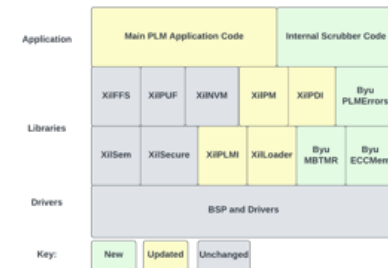 Application
Main PLM Application Code
Internal Scrubber Code
XilFFS
XilPUF
XilNVM
XilPM
XilPDI
Byu
PLMErrors
Libraries
XilSem
XilSecure
XilPLMI
XilLoader
Byu
MBTMR
Byu
ECCMem
Drivers
BSP and Drivers
Key:
New
Updated
Unchanged